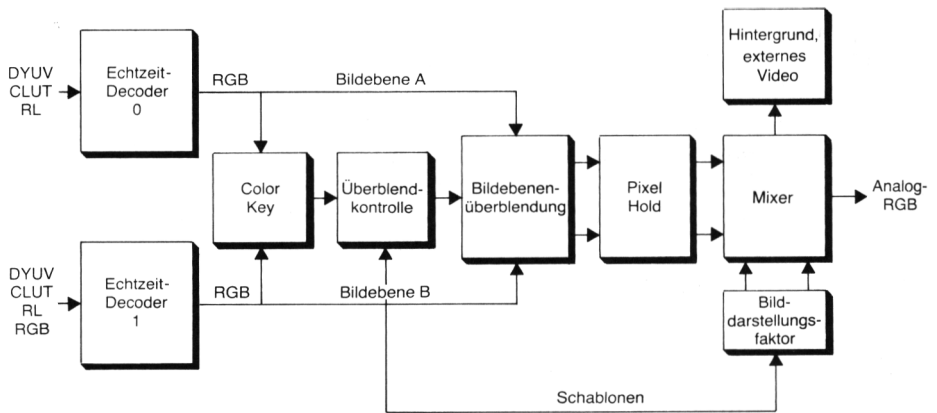 DYUV
CLUT
RL
Echtzeit-
Decoder
0
RGB
Bildebene A
Hintergrund,
externes
Video
Color
Key
Überblend-
kontrolle
Bildebenen-
überblendung
Pixel
Hold
Mixer
Analog-
RGB
DYUV
CLUT
RL
RGB
Echtzeit-
Decoder
1
RGB
Bildebene B
Bild-
darstellungs-
faktor
Schablonen